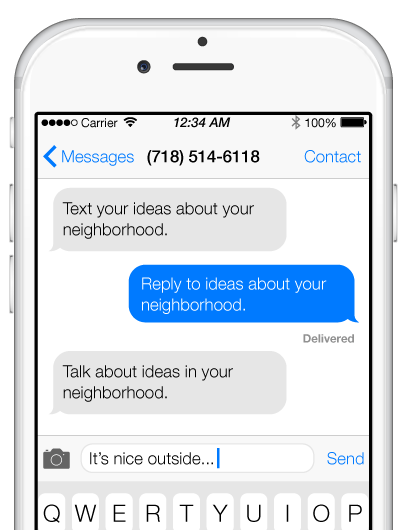 Carrier 12:34 AM 100%
Messages (718) 514-6118 Contact
Text your ideas about your
neighborhood.
Reply to ideas about your
neighborhood.
Delivered
Talk about ideas in your
neighborhood.
It's nice outside... Send
Q W E R T Y U I O P